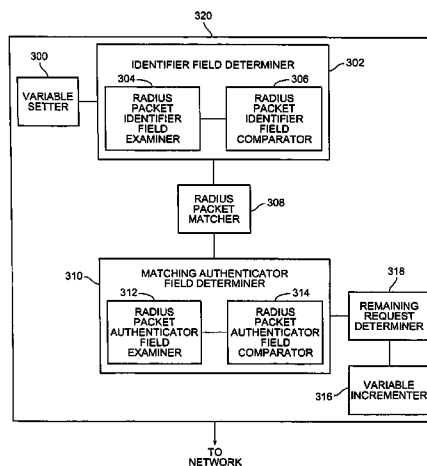 320
300
VARIABLE
SETTER
IDENTIFIER FIELD DETERMINER
302
304
RADIUS
PACKET
IDENTIFIER
FIELD
EXAMINER
306
RADIUS
PACKET
IDENTIFIER
FIELD
COMPARATOR
RADIUS
PACKET
MATCHER
308
310
MATCHING AUTHENTICATOR
FIELD DETERMINER
312
RADIUS
PACKET
AUTHENTICATOR
FIELD
EXAMINER
314
RADIUS
PACKET
AUTHENTICATOR
FIELD
COMPARATOR
318
REMAINING
REQUEST
DETERMINER
316
VARIABLE
INCREMENTER
TO
NETWORK